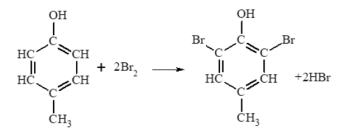 OH OH
C Br C Br
HC CH C C
HC CH + 2Br₂ → HC CH +2HBr
C C
CH₃ CH₃